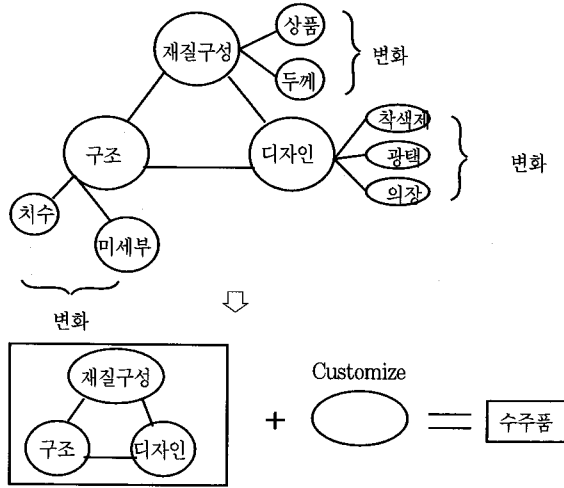 상품
재질구성
변화
두께
착색제
구조
디자인
광택
변화
의장
치수
미세부
변화
재질구성
Customize
구조
디자인
+
=
수주품